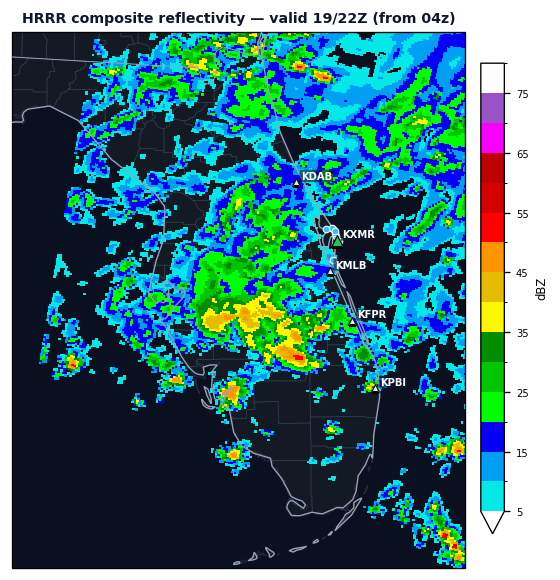 HRRR composite reflectivity — valid 19/22Z (from 04z)
KDAB
KXMR
KMLB
KFPR
KPBI
75
65
55
45
35
25
15
5
dBZ